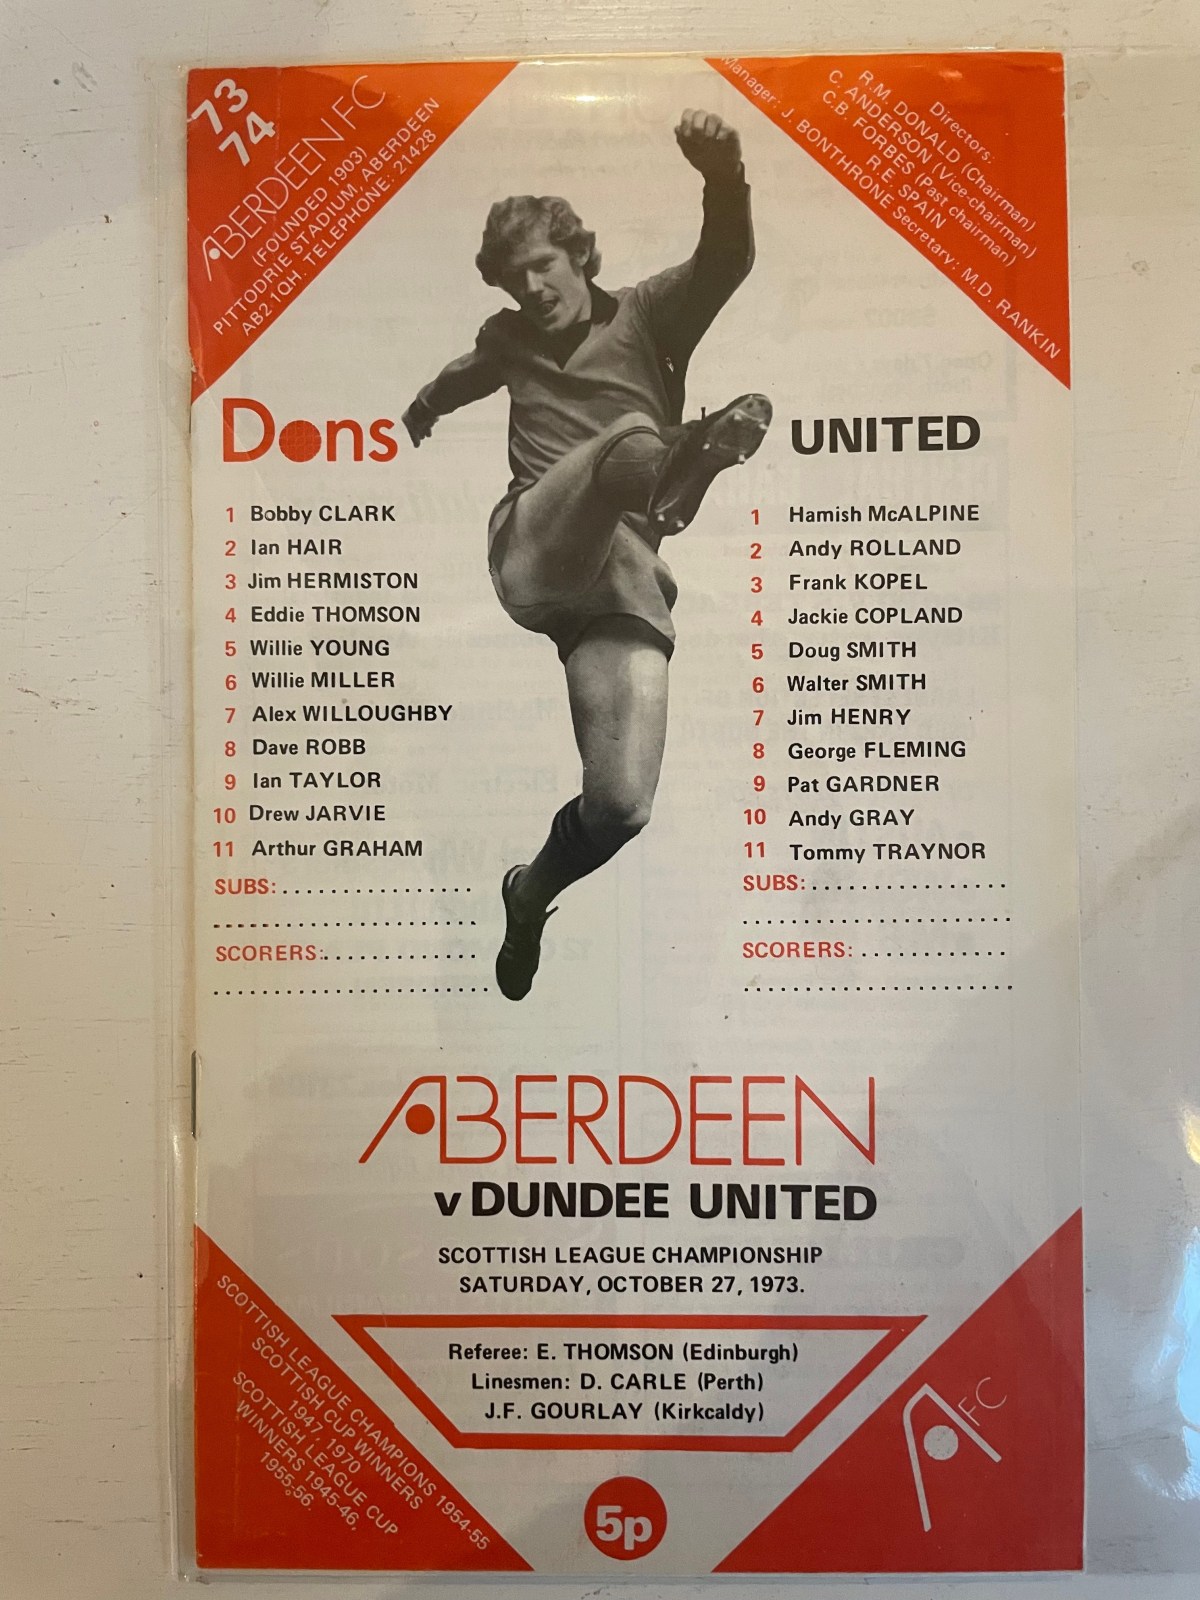 73
74
ABERDEEN FC
(FOUNDED 1903)
PITTODRIE STADIUM, ABERDEEN
AB2 1QH. TELEPHONE: 21428
Directors:
R.M. DONALD (Chairman)
C. ANDERSON (Vice-chairman)
C.B. FORBES (Past chairman)
R.E. SPAIN
Manager: J. BONTHRONE Secretary: M.D. RANKIN
Dons
1 Bobby CLARK
2 Ian HAIR
3 Jim HERMISTON
4 Eddie THOMSON
5 Willie YOUNG
6 Willie MILLER
7 Alex WILLOUGHBY
8 Dave ROBB
9 Ian TAYLOR
10 Drew JARVIE
11 Arthur GRAHAM
SUBS:
SCORERS:
UNITED
1 Hamish McALPINE
2 Andy ROLLAND
3 Frank KOPEL
4 Jackie COPLAND
5 Doug SMITH
6 Walter SMITH
7 Jim HENRY
8 George FLEMING
9 Pat GARDNER
10 Andy GRAY
11 Tommy TRAYNOR
SUBS:
SCORERS:
ABERDEEN
v DUNDEE UNITED
SCOTTISH LEAGUE CHAMPIONSHIP
SATURDAY, OCTOBER 27, 1973.
Referee: E. THOMSON (Edinburgh)
Linesmen: D. CARLE (Perth)
J.F. GOURLAY (Kirkcaldy)
SCOTTISH LEAGUE CHAMPIONS 1954-55
SCOTTISH CUP WINNERS
1947, 1970
SCOTTISH LEAGUE CUP
WINNERS 1945-46,
1955-56.
5p
AFC